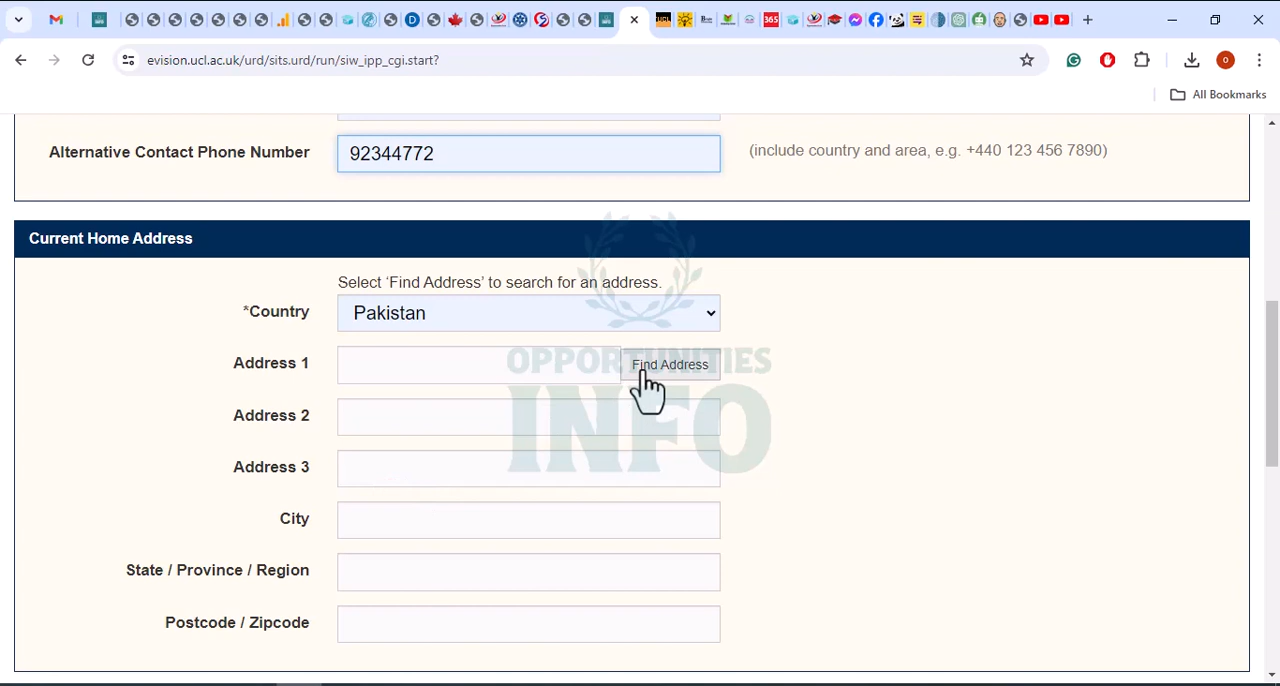 evision.ucl.ac.uk/urd/sits.urd/run/siw_ipp_cgi.start?
All Bookmarks
Alternative Contact Phone Number
92344772
(include country and area, e.g. +440 123 456 7890)
Current Home Address
Select ‘Find Address’ to search for an address.
*Country
Pakistan
Address 1
Find Address
Address 2
Address 3
City
State / Province / Region
Postcode / Zipcode
OPPORTUNITIES
INFO